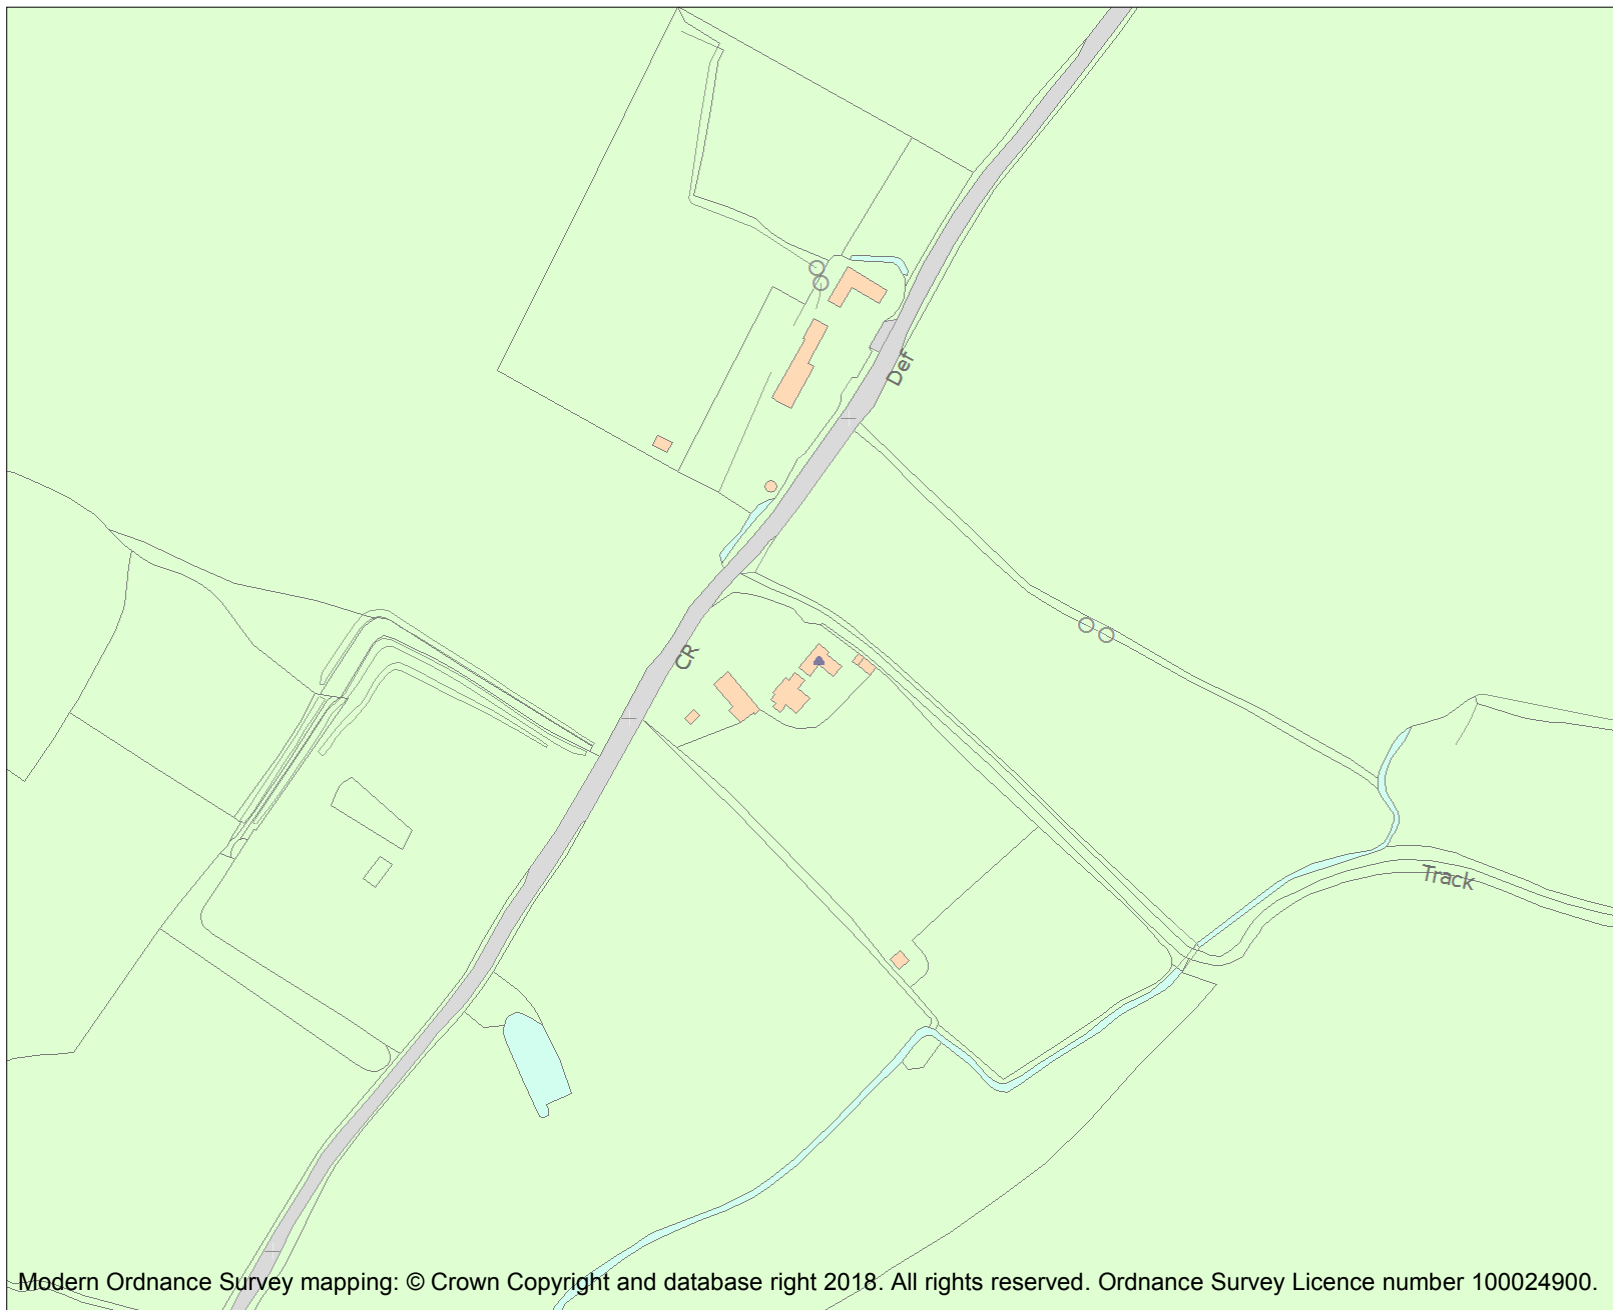 Def
CR
Track
Modern Ordnance Survey mapping: © Crown Copyright and database right 2018. All rights reserved. Ordnance Survey Licence number 100024900.